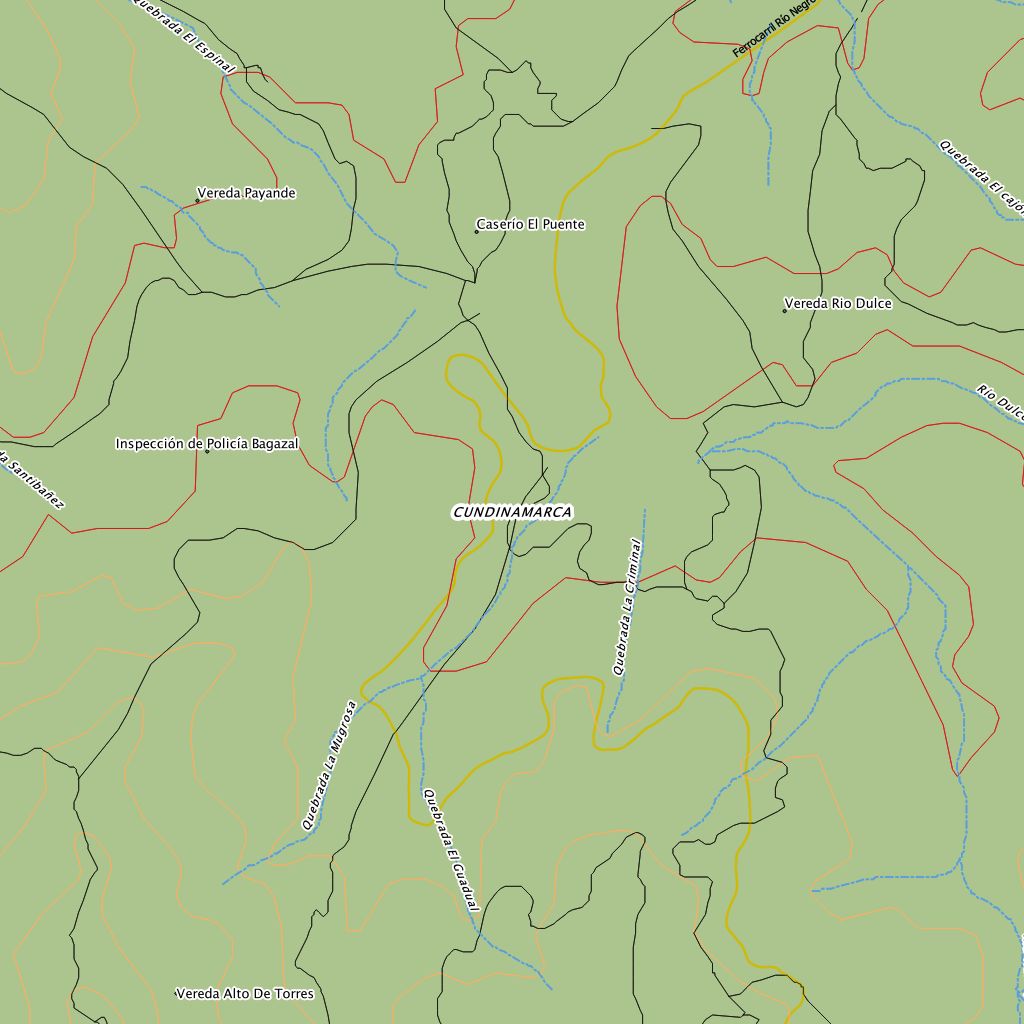 Quebrada El Espinal
Ferrocarril Río Negro
Quebrada El cajón
Vereda Payande
Caserío El Puente
Vereda Rio Dulce
Río Dulce
Inspección de Policía Bagazal
Santibañez
CUNDINAMARCA
Quebrada La Criminal
Quebrada La Mugrosa
Quebrada El Guadual
Vereda Alto De Torres